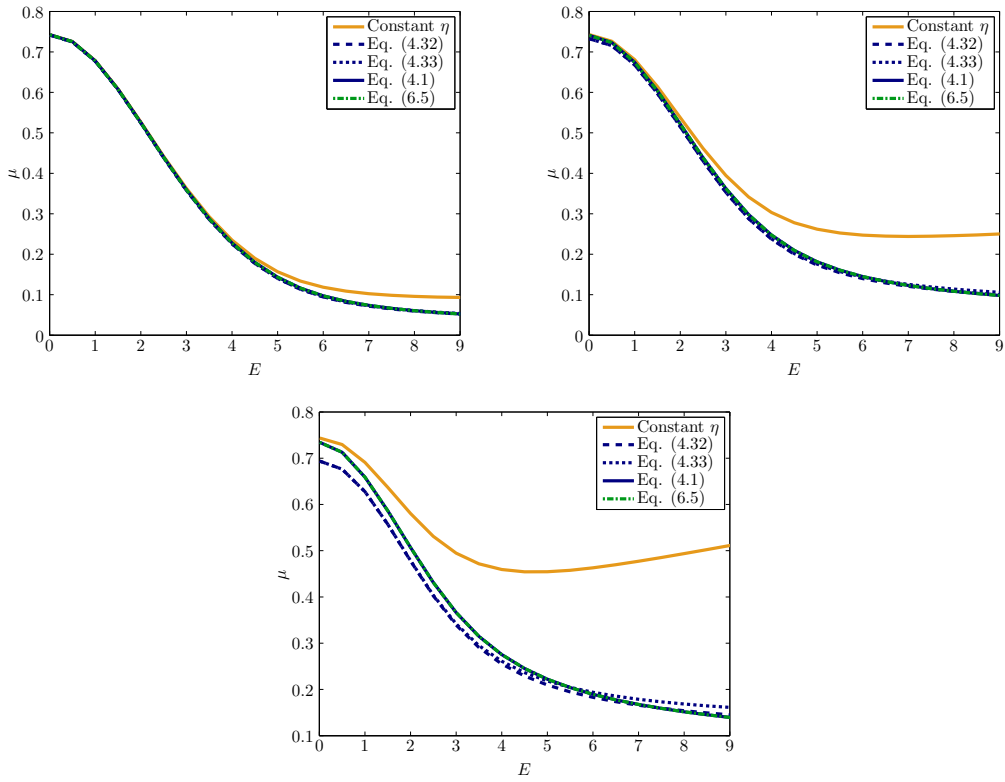 0.8
0.7
0.6
0.5
0.4
0.3
0.2
0.1
0
μ
0 1 2 3 4 5 6 7 8 9
E
Constant η
Eq. (4.32)
Eq. (4.33)
Eq. (4.1)
Eq. (6.5)
0.8
0.7
0.6
0.5
0.4
0.3
0.2
0.1
0
μ
0 1 2 3 4 5 6 7 8 9
E
Constant η
Eq. (4.32)
Eq. (4.33)
Eq. (4.1)
Eq. (6.5)
0.8
0.7
0.6
0.5
0.4
0.3
0.2
0.1
μ
0 1 2 3 4 5 6 7 8 9
E
Constant η
Eq. (4.32)
Eq. (4.33)
Eq. (4.1)
Eq. (6.5)